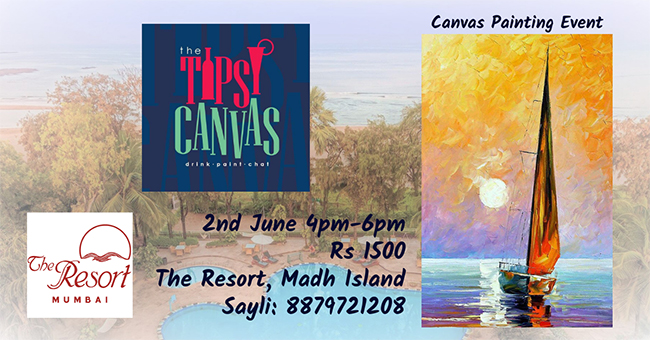 the
TIPSY
CANVAS
drink·paint·chat
Canvas Painting Event
The Resort
MUMBAI
2nd June 4pm-6pm
Rs 1500
The Resort, Madh Island
Sayli: 8879721208